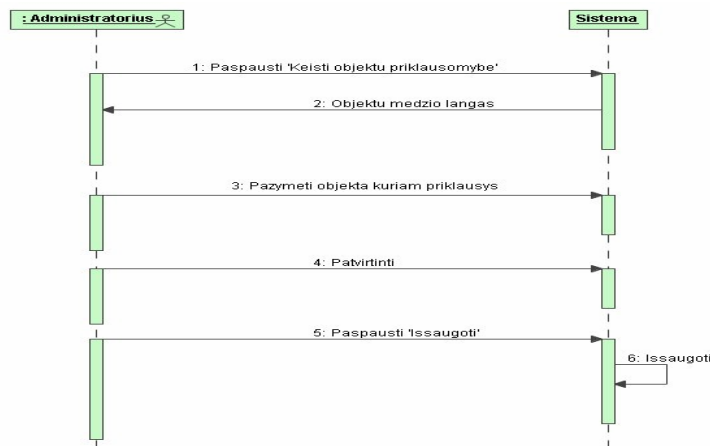 : Administratorius
Sistema
1: Paspausti 'Keisti objektu priklausomybe'
2: Objektu medzio langas
3: Pazymeti objekta kuriam priklausys
4: Patvirtinti
5: Paspausti 'Issaugoti'
6: Issaugoti